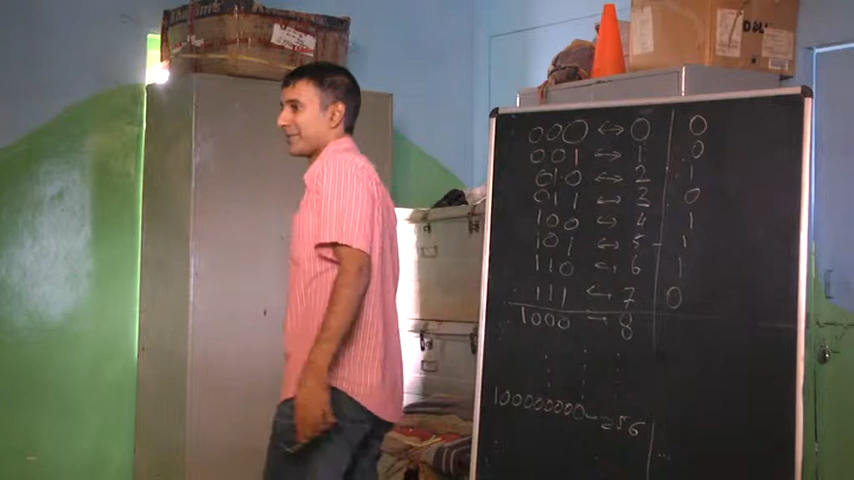 000 ↔ 0 0
001 ↔ 1 0
010 ↔ 2 1
011 ↔ 3 0
100 ↔ 4 1
101 ↔ 5 1
110 ↔ 6 1
111 ↔ 7 0
1000 - 8
100000000 - 256